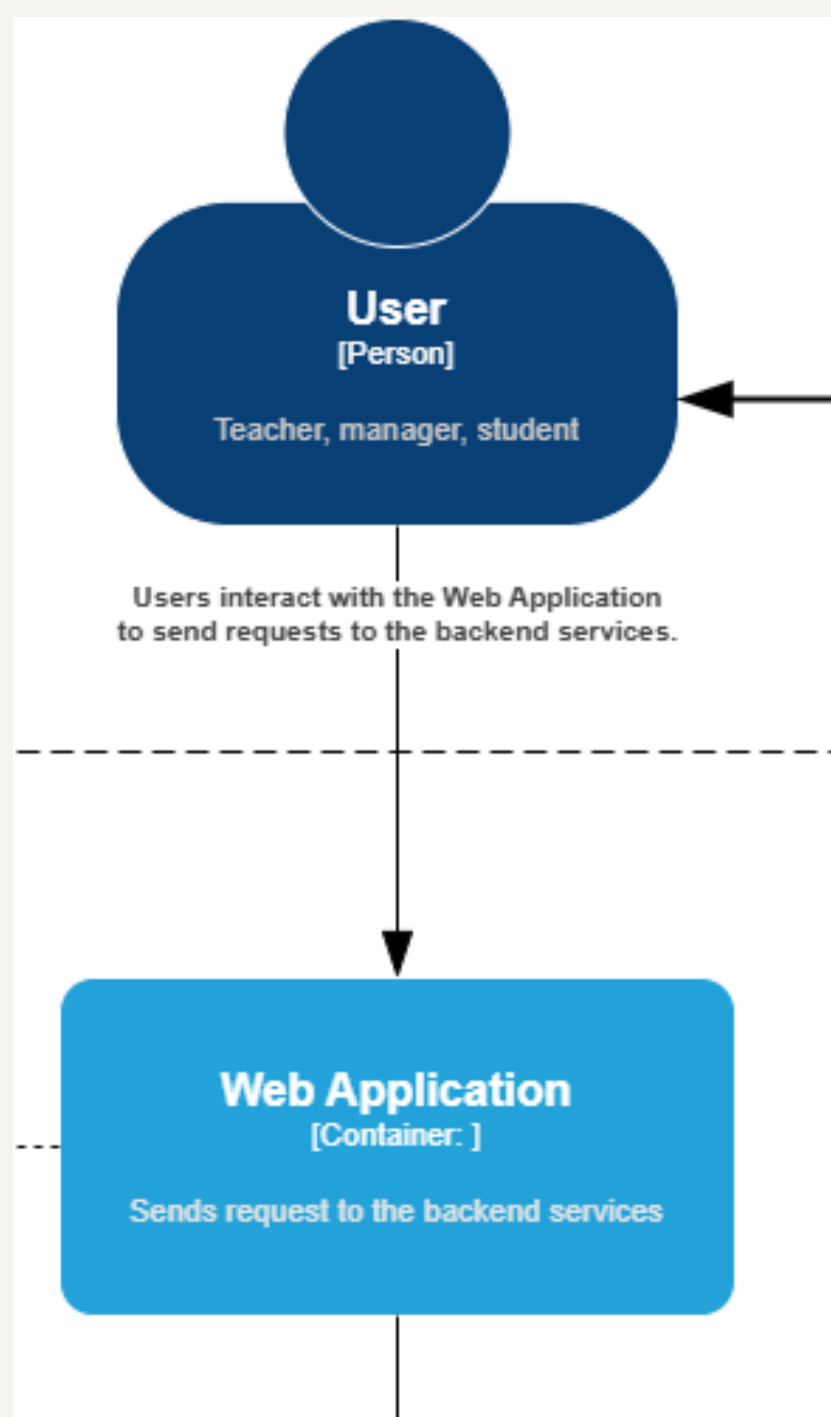 User
[Person]
Teacher, manager, student
Users interact with the Web Application
to send requests to the backend services.
Web Application
[Container: ]
Sends request to the backend services